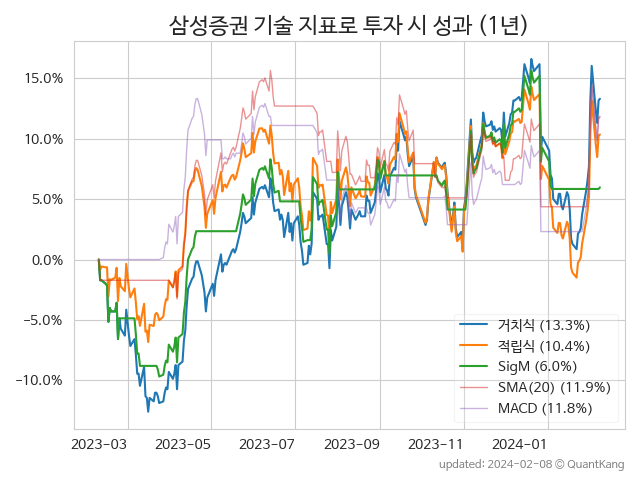 삼성증권 기술 지표로 투자 시 성과 (1년)
15.0%
10.0%
5.0%
0.0%
−5.0%
−10.0%
거치식 (13.3%)
적립식 (10.4%)
SigM (6.0%)
SMA(20) (11.9%)
MACD (11.8%)
2023-03 2023-05 2023-07 2023-09 2023-11 2024-01
updated: 2024-02-08 © QuantKang